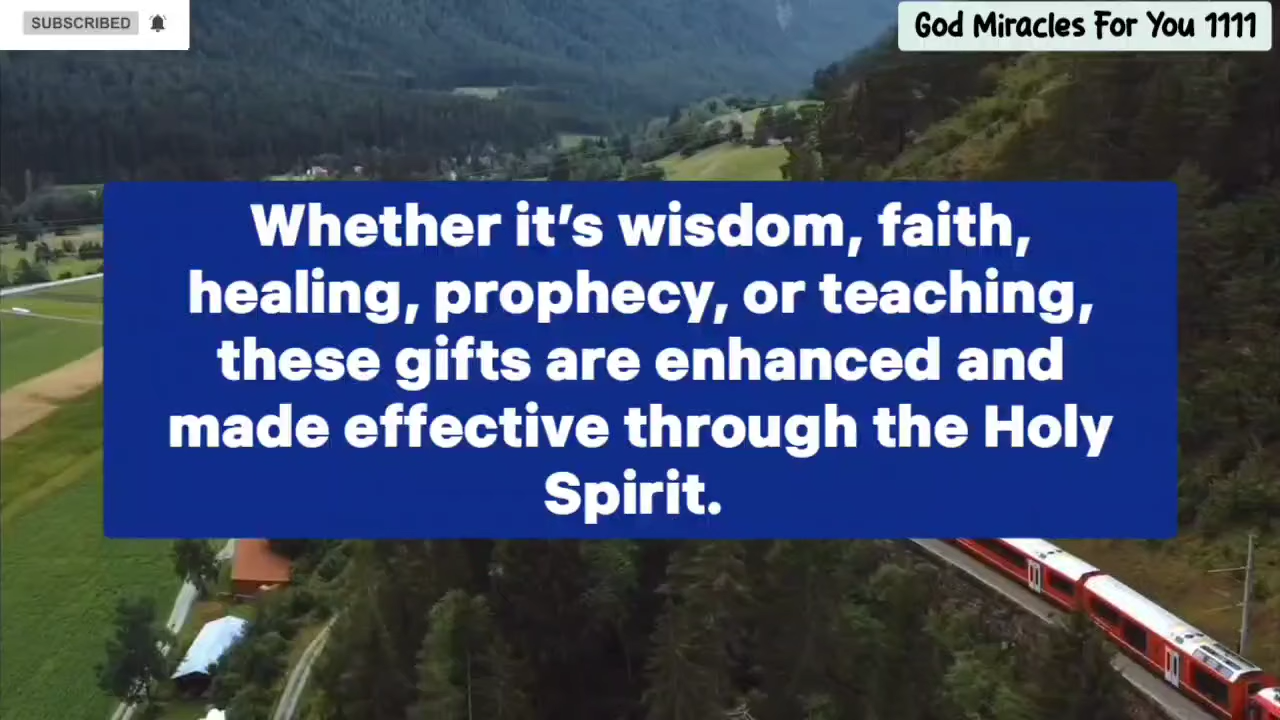 SUBSCRIBED
God Miracles For You 1111
Whether it’s wisdom, faith,
healing, prophecy, or teaching,
these gifts are enhanced and
made effective through the Holy
Spirit.